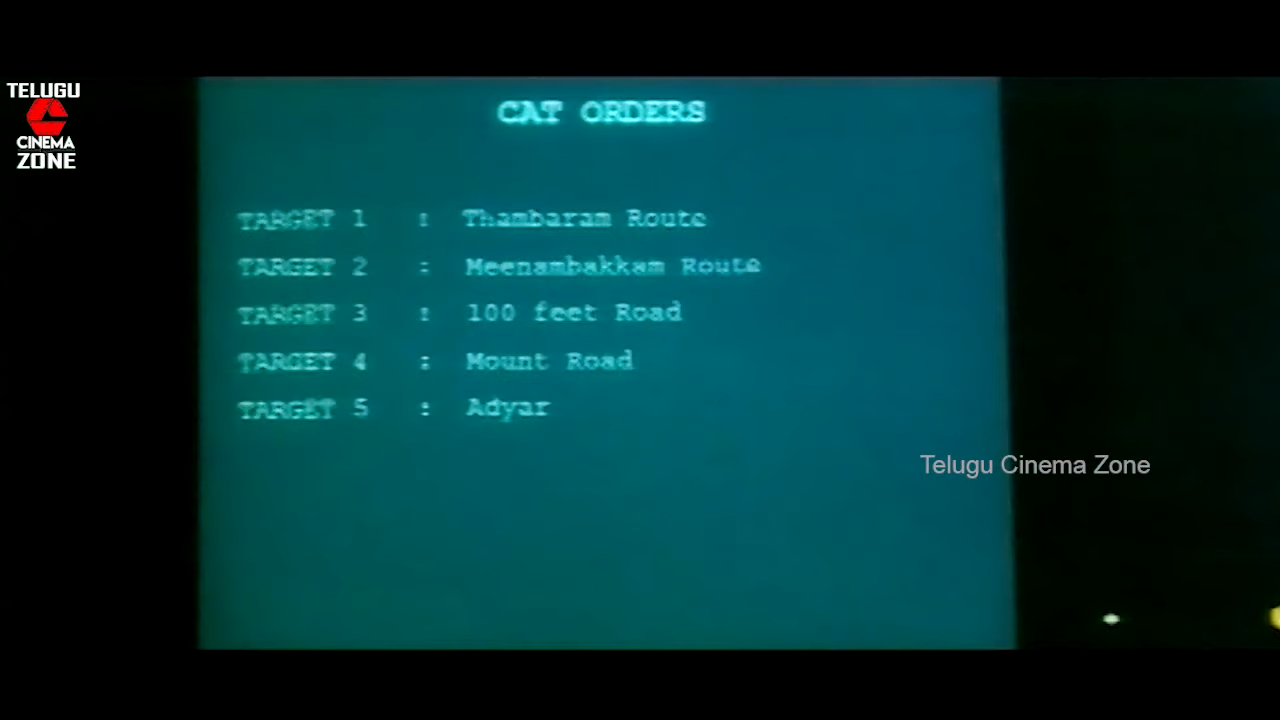 TELUGU
CINEMA
ZONE
CAT ORDERS
TARGET 1 : Thambaram Route
TARGET 2 : Meenambakkam Route
TARGET 3 : 100 feet Road
TARGET 4 : Mount Road
TARGET 5 : Adyar
Telugu Cinema Zone